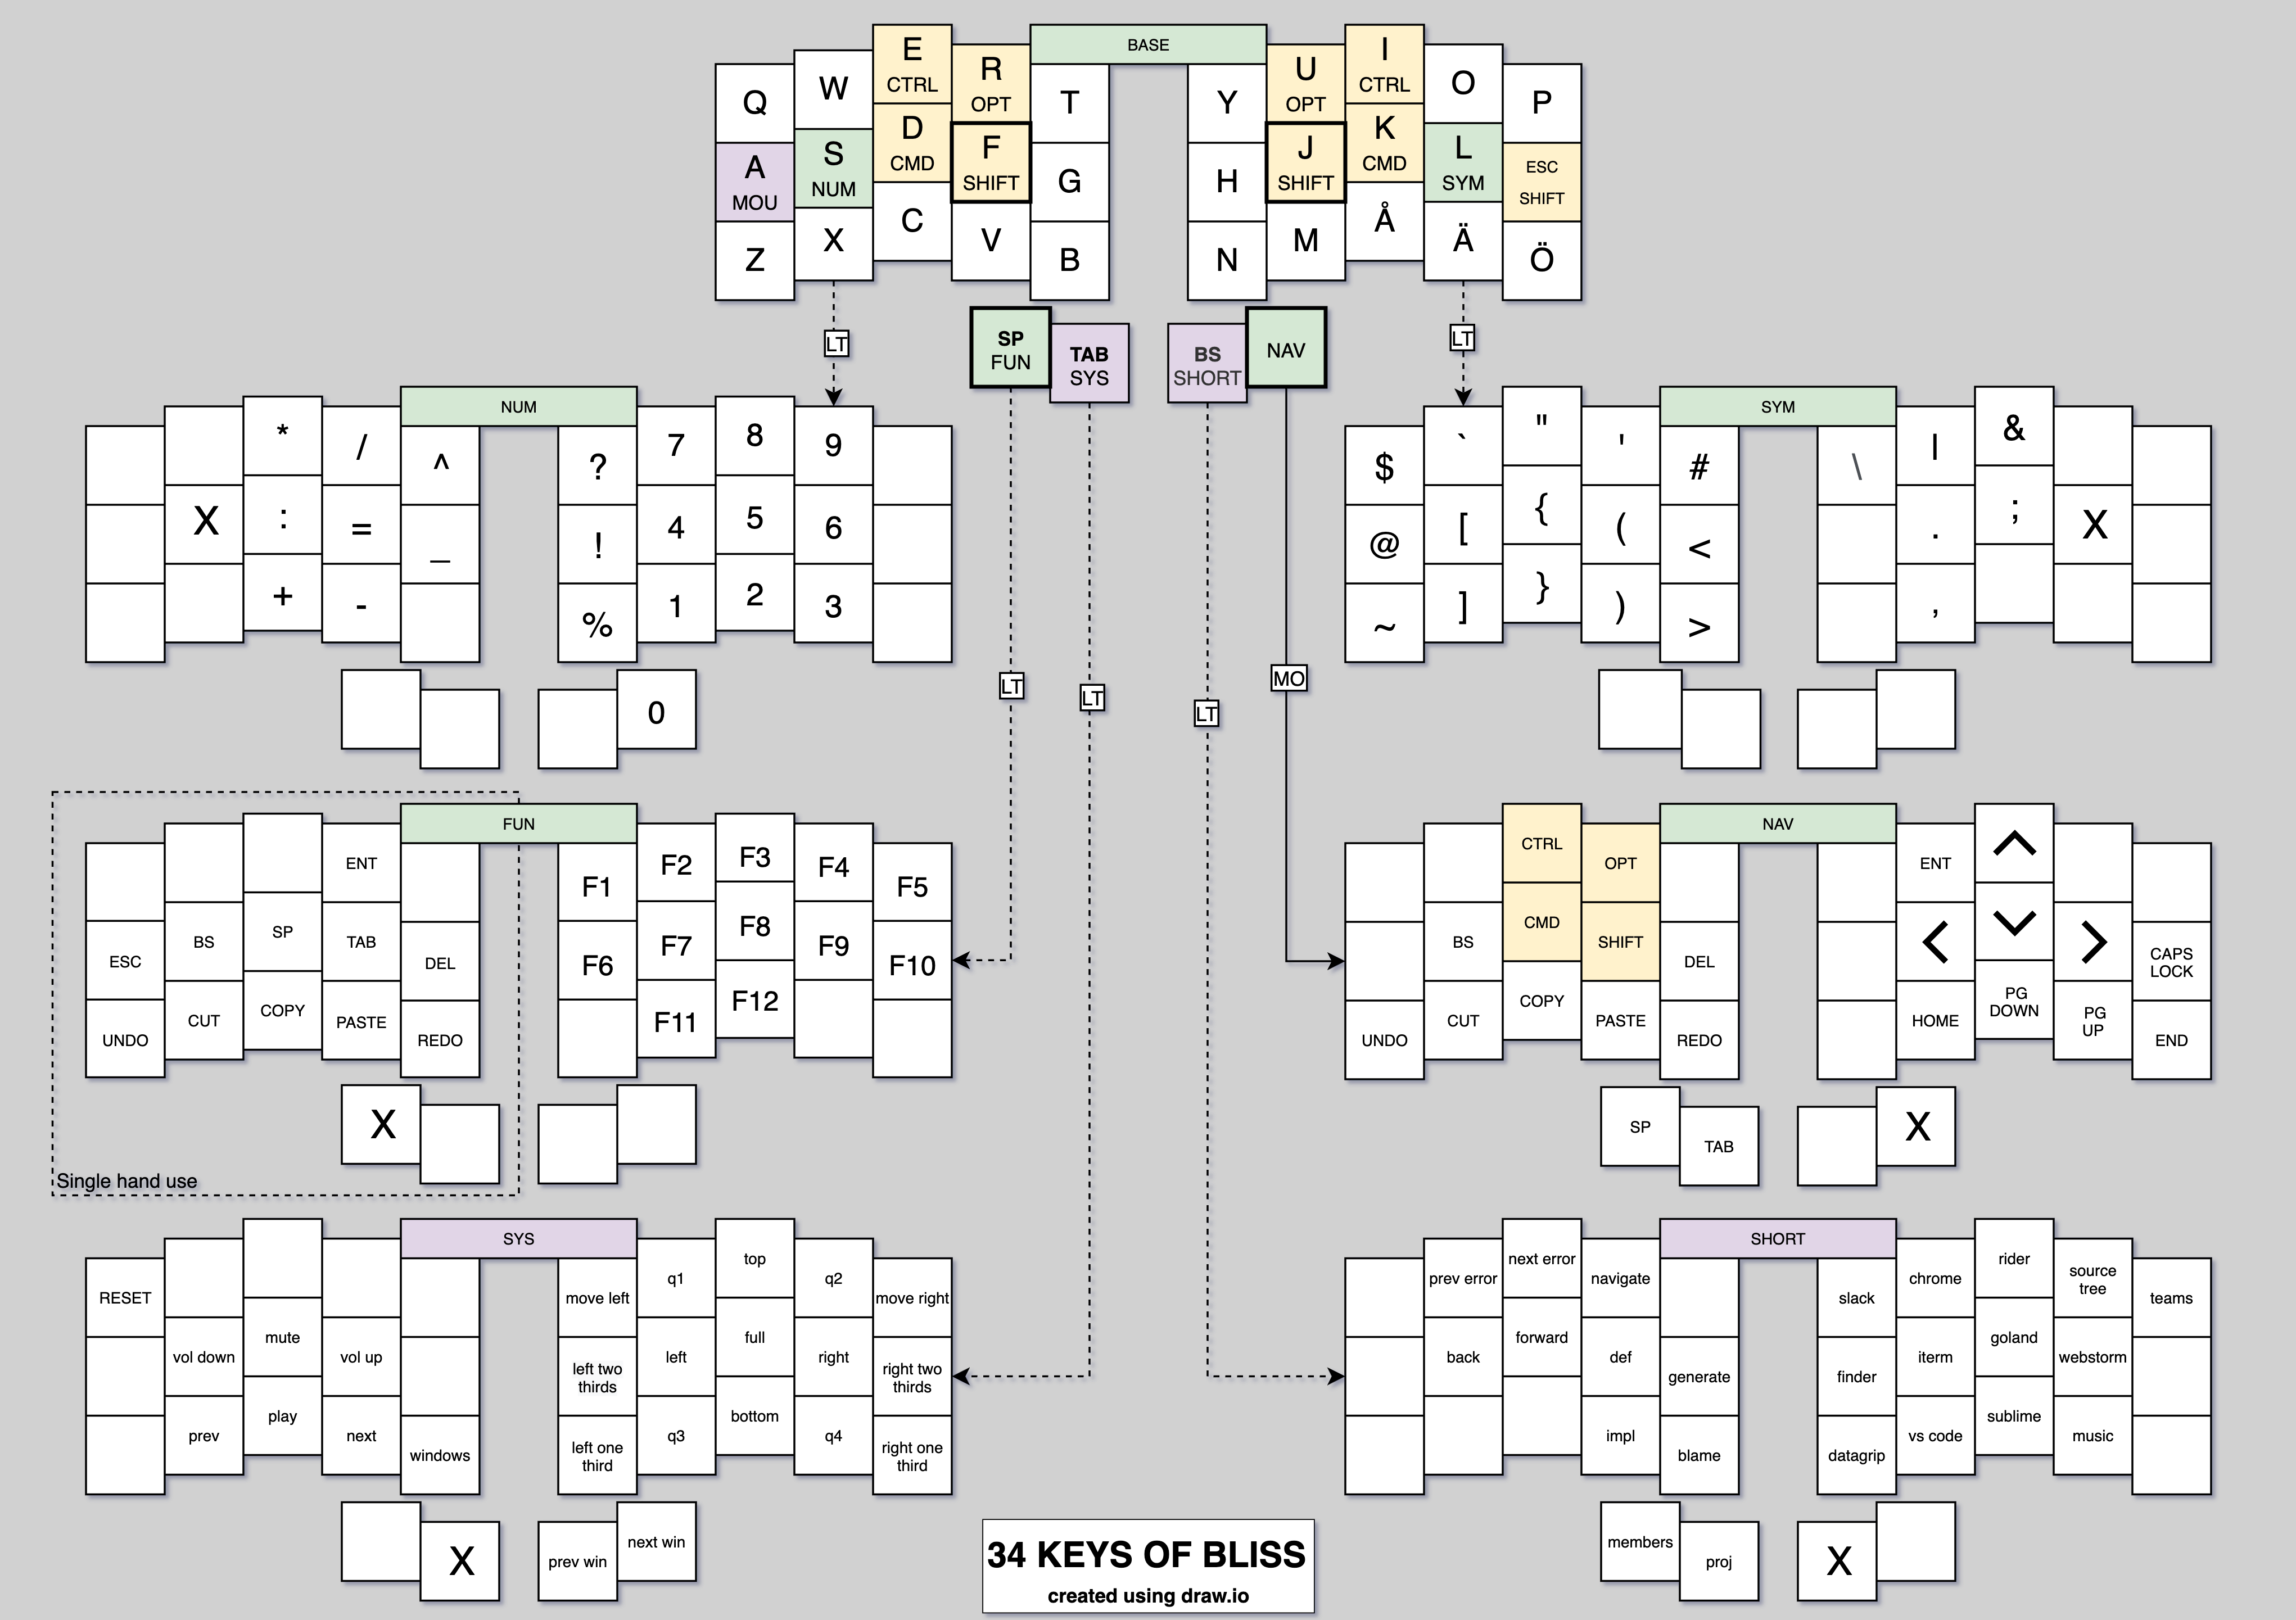 BASE
Q W E R T Y U I O P
CTRL OPT OPT CTRL
A S D F G H J K L ESC
MOU NUM CMD SHIFT SHIFT CMD SYM SHIFT
Z X C V B N M Å Ä Ö
SP TAB BS NAV
FUN SYS SHORT
LT LT
LT LT LT MO
NUM
* / ^ ? 7 8 9
X : = _ ! 4 5 6
+ - % 1 2 3
0
SYM
$ ` " ' # \ | &
@ [ { ( < . ; X
~ ] } ) > ,
FUN
ENT F1 F2 F3 F4 F5
ESC BS SP TAB DEL F6 F7 F8 F9 F10
UNDO CUT COPY PASTE REDO F11 F12
X
Single hand use
NAV
CTRL OPT ENT
BS CMD SHIFT DEL CAPS
LOCK
UNDO CUT COPY PASTE REDO HOME PG
DOWN
PG
UP
END
SP TAB X
SYS
RESET move left q1 top q2 move right
vol down mute vol up left two
thirds
left full right right two
thirds
prev play next windows left one
third
q3 bottom q4 right one
third
X prev win next win
SHORT
prev error next error navigate slack chrome rider source
tree
teams
back forward def generate finder iterm goland webstorm
impl blame datagrip vs code sublime music
members proj X
34 KEYS OF BLISS
created using draw.io